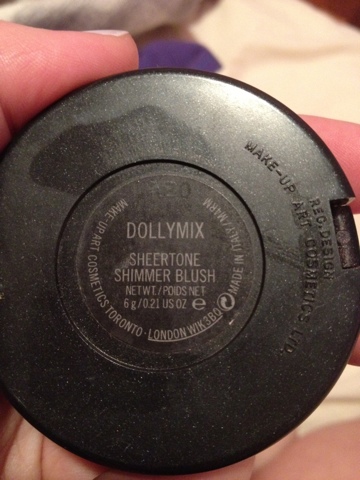 DOLLYMIX
SHEERTONE
SHIMMER BLUSH
NET WT./POIDS NET
6 g/0.21 US OZ e
MAKE-UP ART COSMETICS TORONTO · LONDON W1K 3BQ
MADE IN ITALY/M
REG. DESIGN
MAKE-UP ART COSMETICS LTD.